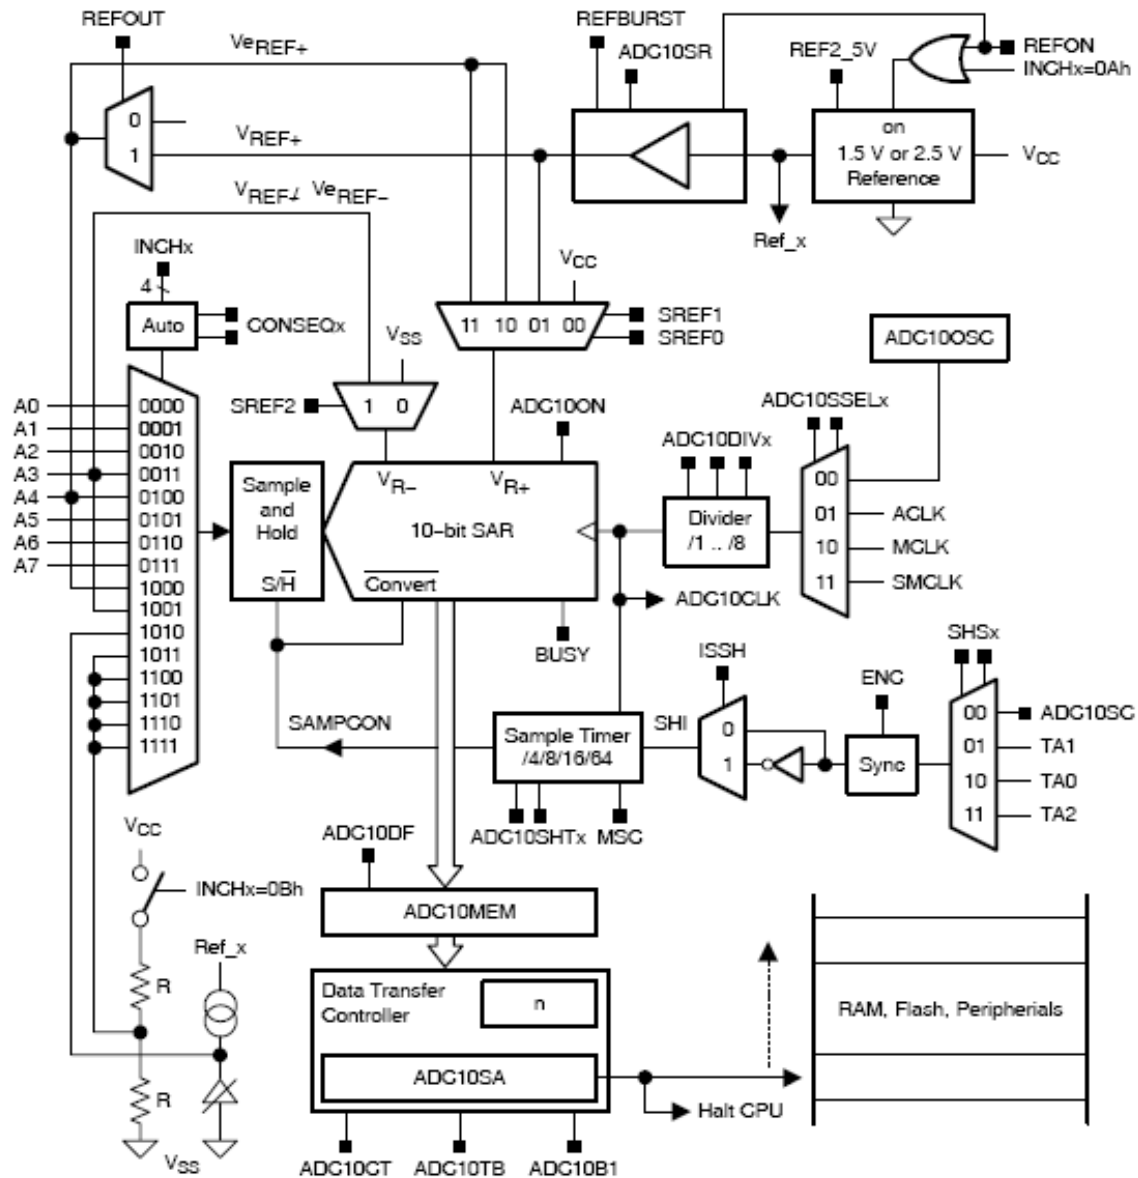 REFOUT
VeREF+
REFBURST
ADC10SR
REF2_5V
REFON
INCHx=0Ah
0
1
VREF+
on
1.5 V or 2.5 V
Reference
VCC
Ref_x
VREF- VeREF-
INCHx
4
Auto
CONSEQx
VSS
VCC
11 10 01 00
SREF1
SREF0
ADC10OSC
SREF2
1 0
ADC10ON
ADC10SSELx
ADC10DIVx
A0
A1
A2
A3
A4
A5
A6
A7
0000
0001
0010
0011
0100
0101
0110
0111
1000
1001
1010
1011
1100
1101
1110
1111
Sample
and
Hold
S/H
VR-
VR+
10-bit SAR
Convert
Divider
/1 .. /8
00
01
10
11
ACLK
MCLK
SMCLK
ADC10CLK
BUSY
ISSH
SHSx
ENC
SAMPCON
Sample Timer
/4/8/16/64
SHI
0
1
Sync
00
01
10
11
ADC10SC
TA1
TA0
TA2
ADC10DF
ADC10SHTx
MSC
VCC
INCHx=0Bh
Ref_x
R
R
VSS
ADC10MEM
Data Transfer
Controller
n
ADC10SA
RAM, Flash, Peripherials
Halt CPU
ADC10CT
ADC10TB
ADC10B1